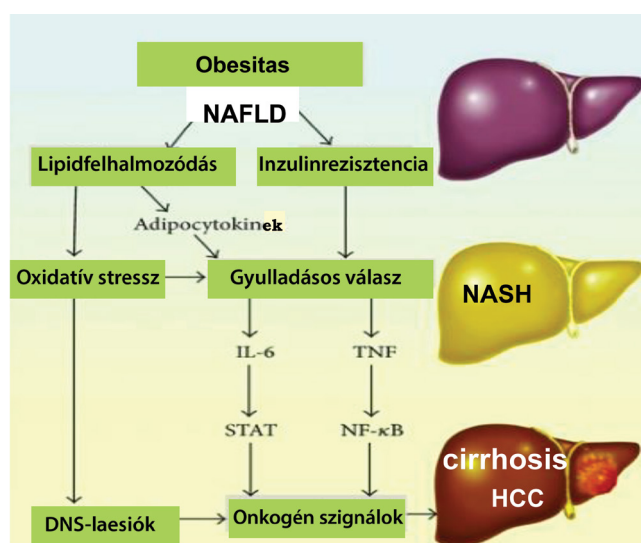 Obesitas
NAFLD
Lipidfelhalmozódás
Inzulinrezisztencia
Adipocytokinek
Oxidatív stressz
Gyulladásos válasz
NASH
IL-6
TNF
STAT
NF-κB
cirrhosis
HCC
DNS-laesiók
Onkogén szignálok